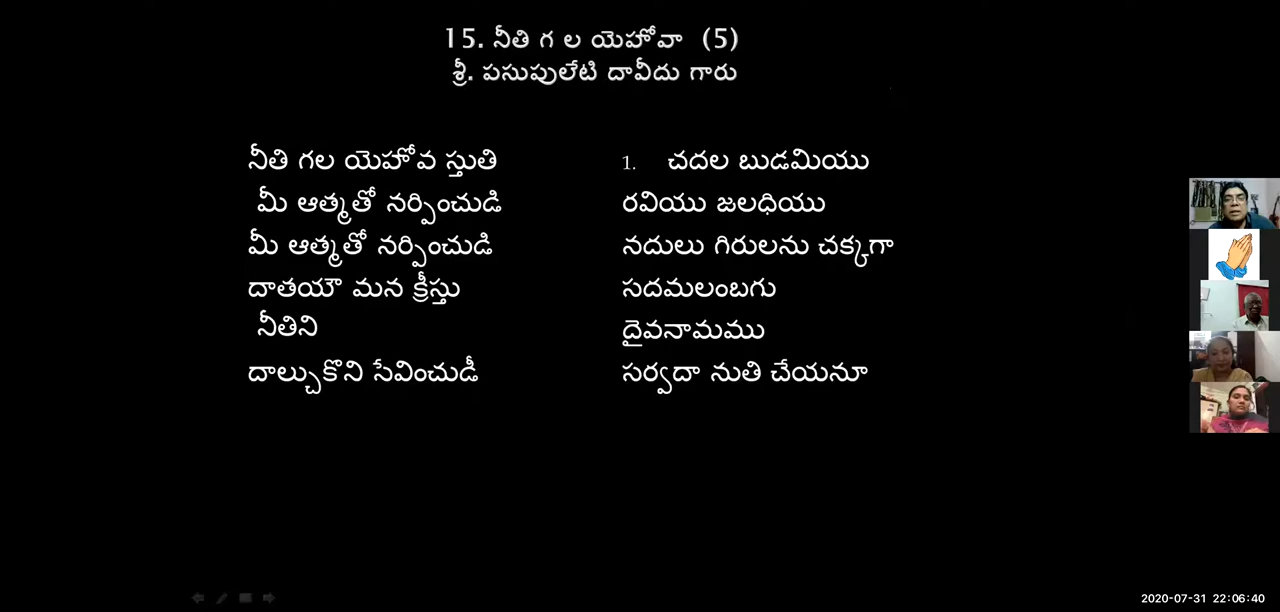 15. నీతి గ ల యెహోవా (5)
శ్రీ. పసుపులేటి దావీదు గారు
నీతి గల యెహోవ స్తుతి
మీ ఆత్మతో నర్పించుడి
మీ ఆత్మతో నర్పించుడి
దాతయౌ మన క్రీస్తు
నీతిని
దాల్చుకొని సేవించుడీ
1. చదల బుడమియు
రవియు జలధియు
నదులు గిరులను చక్కగా
సదమలంబగు
దైవనామము
సర్వదా నుతి చేయనూ
2020-07-31 22:06:40